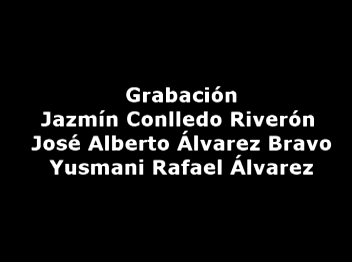 Grabación
Jazmín Conlledo Riverón
José Alberto Álvarez Bravo
Yusmani Rafael Álvarez